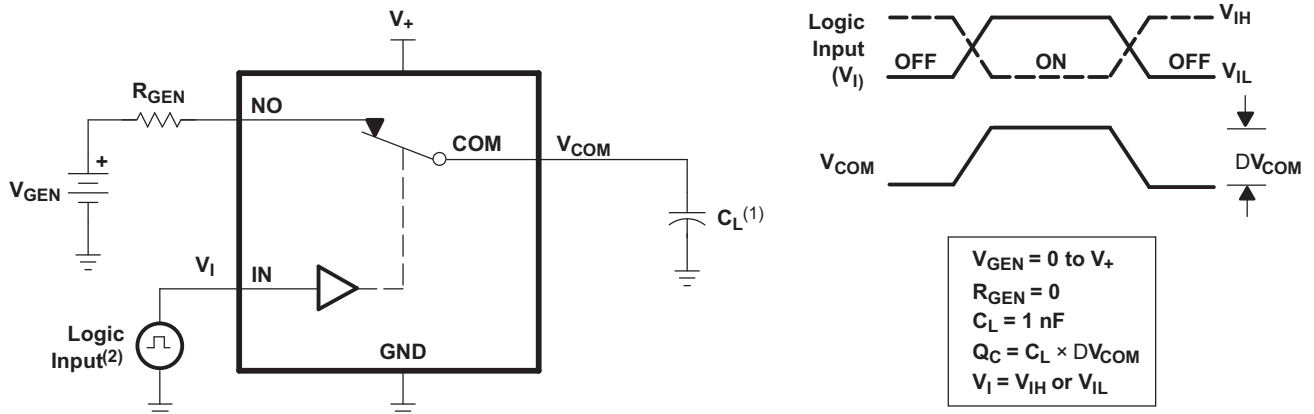 V+
RGEN
NO
COM
VCOM
VGEN
+
CL(1)
VI
IN
Logic
Input(2)
GND
Logic
Input
(VI)
VIH
OFF
ON
OFF
VIL
VCOM
DVCOM
VGEN = 0 to V+
RGEN = 0
CL = 1 nF
QC = CL × DVCOM
VI = VIH or VIL